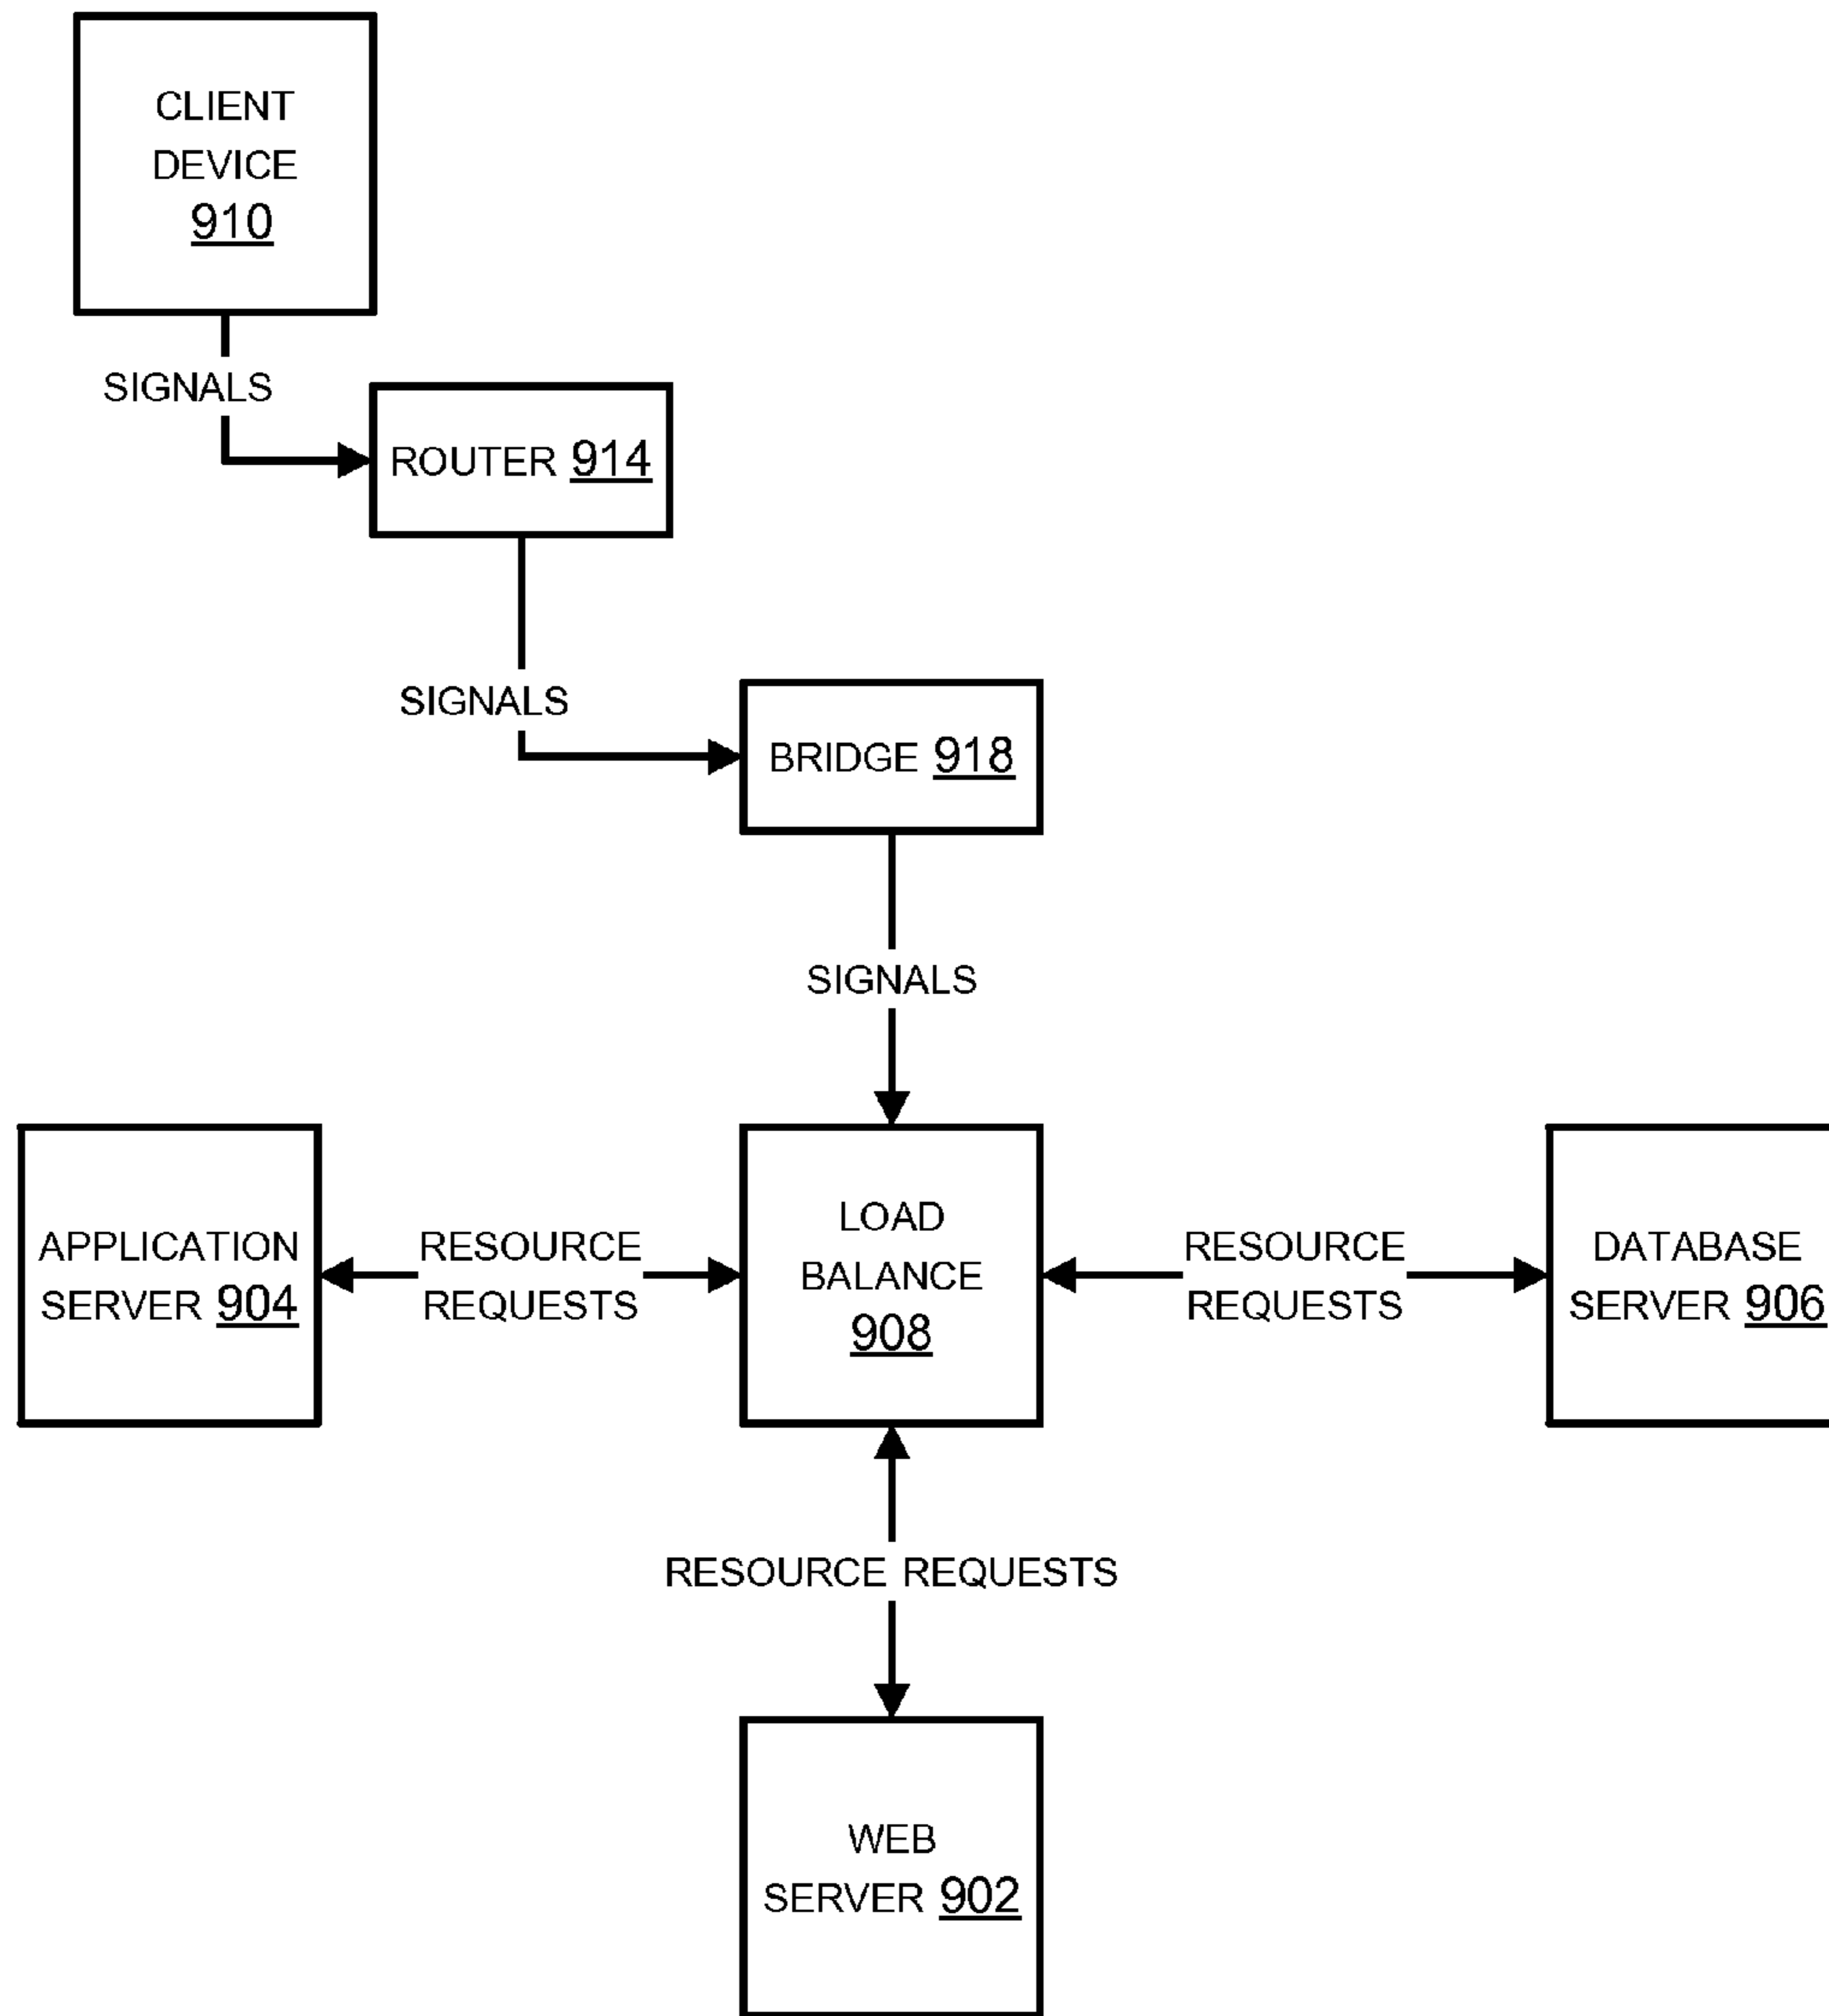 CLIENT
DEVICE
910
SIGNALS
ROUTER 914
SIGNALS
BRIDGE 918
SIGNALS
APPLICATION
SERVER 904
RESOURCE
REQUESTS
LOAD
BALANCE
908
RESOURCE
REQUESTS
DATABASE
SERVER 906
RESOURCE REQUESTS
WEB
SERVER 902